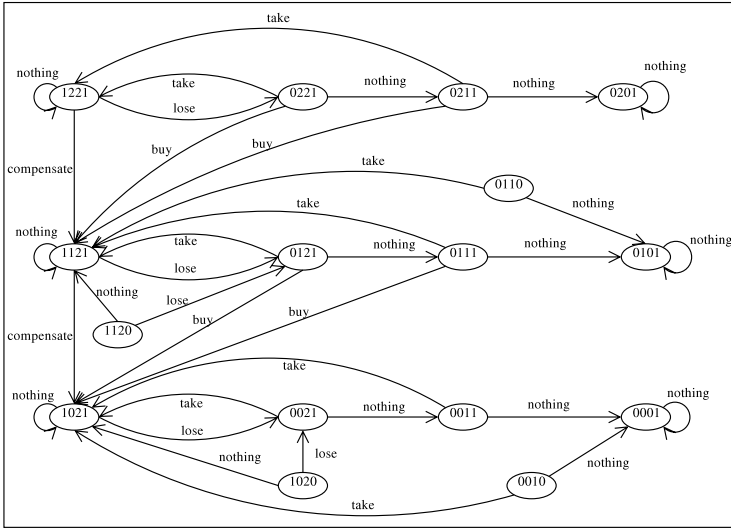 take
nothing
take
nothing
nothing
nothing
1221
0221
0211
0201
lose
buy
buy
take
compensate
0110
nothing
take
nothing
take
nothing
nothing
nothing
1121
0121
0111
0101
lose
nothing
lose
buy
buy
1120
compensate
take
nothing
take
nothing
nothing
nothing
1021
0021
0011
0001
lose
nothing
lose
nothing
1020
0010
take